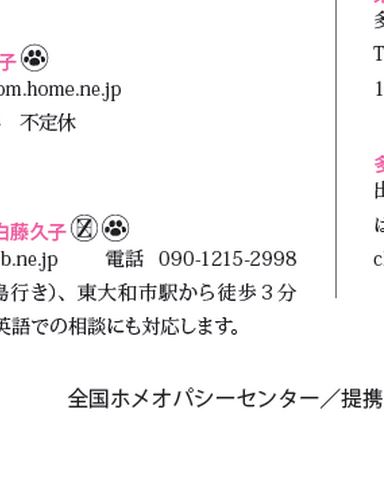 子
om.home.ne.jp
不定休
白藤久子
b.ne.jp 電話 090-1215-2998
島行き)、東大和市駅から徒歩３分
英語での相談にも対応します。
多
T
1
多
は
c
全国ホメオパシーセンター／提携